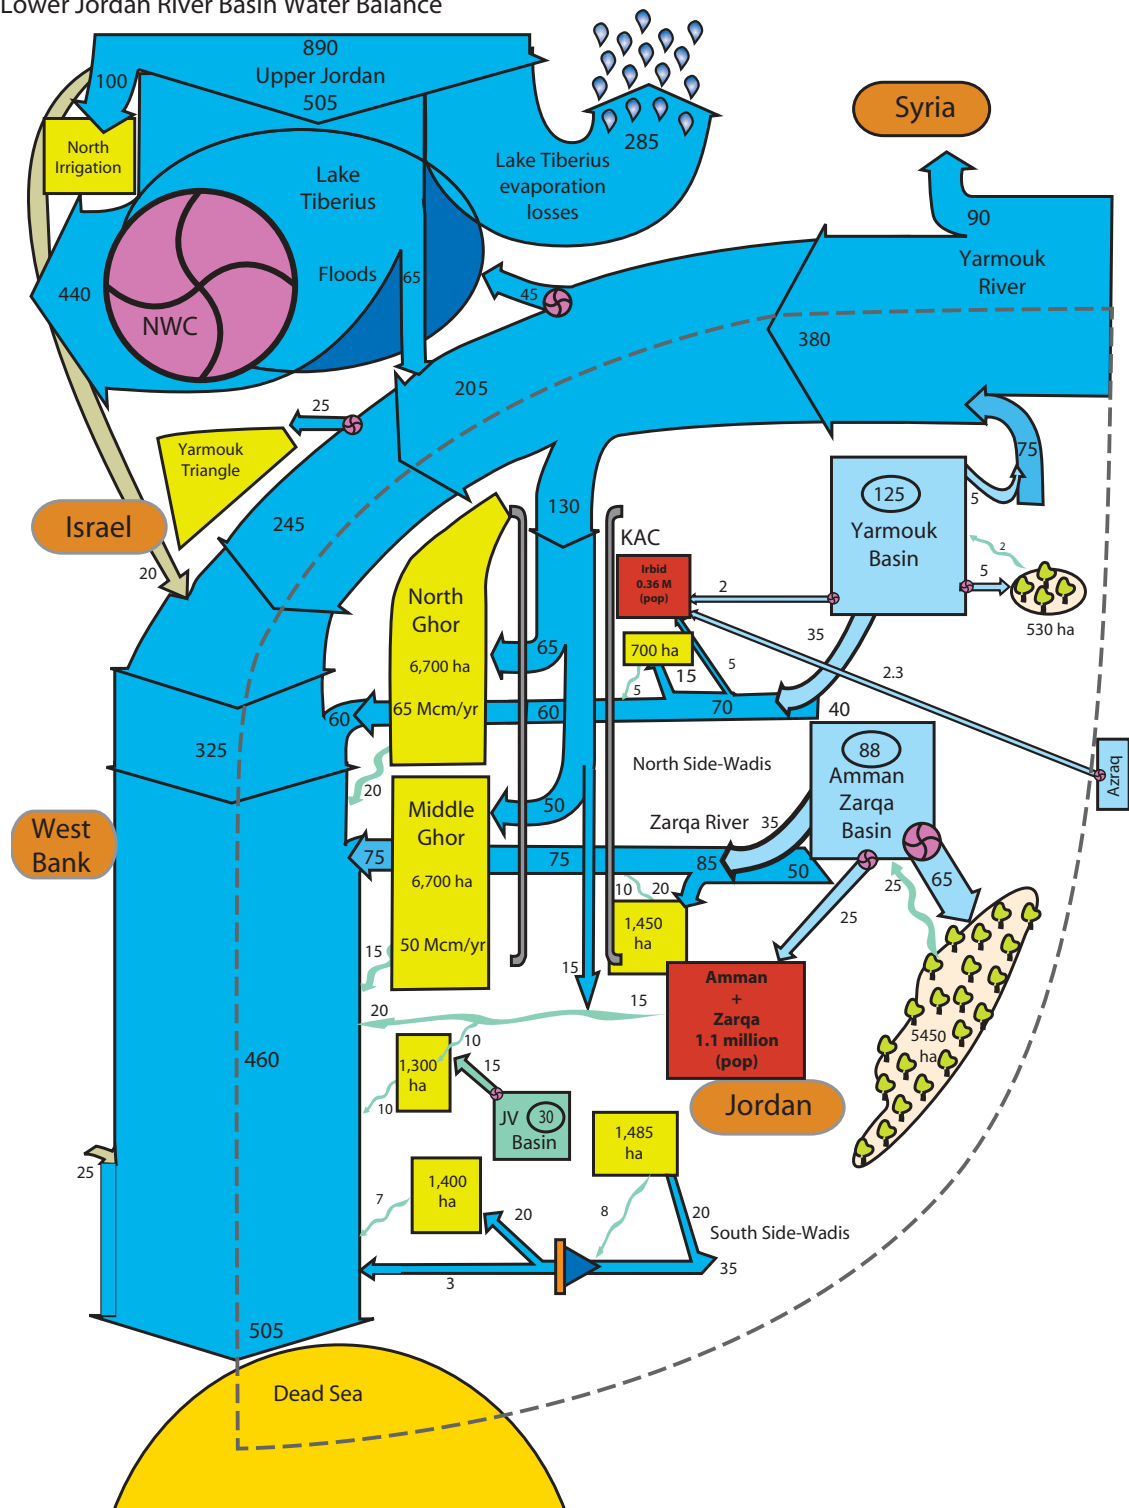 Lower Jordan River Basin Water Balance
890
Upper Jordan
505
100
North
Irrigation
Lake
Tiberius
Lake Tiberius
evaporation
losses
285
Syria
90
Yarmouk
River
Floods
65
45
440
NWC
380
205
25
Yarmouk
Triangle
75
5
125
Yarmouk
Basin
2
5
530 ha
Israel
20
245
130
KAC
Irbid
0.36 M
(pop)
2
35
North
Ghor
6,700 ha
65 Mcm/yr
65
700 ha
15
5
5
2.3
60
60
70
40
325
20
North Side-Wadis
88
Amman
Zarqa
Basin
Azraq
West
Bank
Middle
Ghor
6,700 ha
50 Mcm/yr
50
Zarqa River
35
75
75
85
50
65
10
20
25
25
1,450
ha
15
15
20
15
Amman
+
Zarqa
1.1 million
(pop)
5450
ha
460
10
1,300
ha
15
10
JV
30
Basin
Jordan
1,485
ha
25
1,400
ha
7
20
8
20
South Side-Wadis
35
3
505
Dead Sea